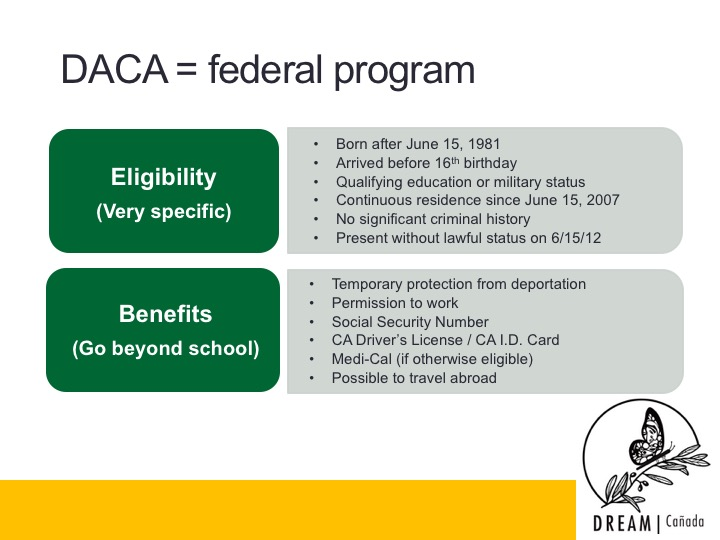 DACA = federal program
Eligibility
(Very specific)
• Born after June 15, 1981
• Arrived before 16th birthday
• Qualifying education or military status
• Continuous residence since June 15, 2007
• No significant criminal history
• Present without lawful status on 6/15/12
Benefits
(Go beyond school)
• Temporary protection from deportation
• Permission to work
• Social Security Number
• CA Driver’s License / CA I.D. Card
• Medi-Cal (if otherwise eligible)
• Possible to travel abroad
DREAM | Cañada